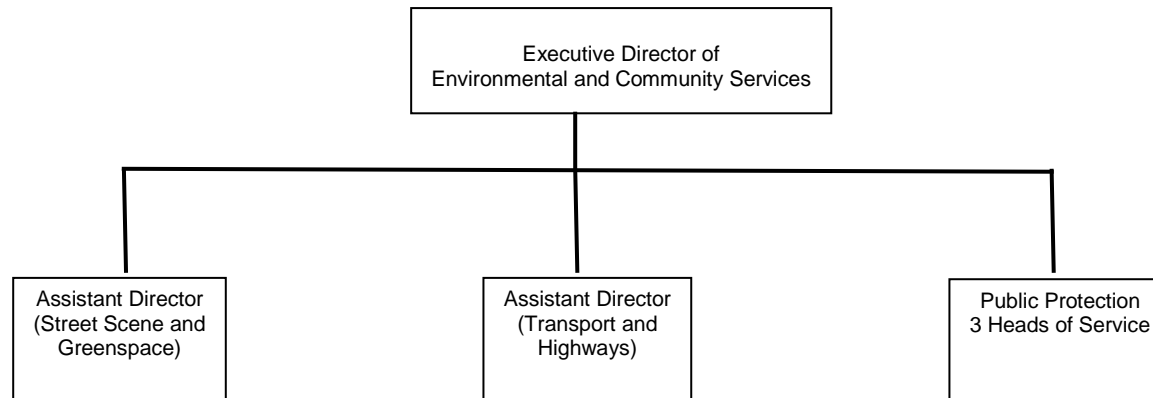 Executive Director of
Environmental and Community Services
Assistant Director
(Street Scene and
Greenspace)
Assistant Director
(Transport and
Highways)
Public Protection
3 Heads of Service